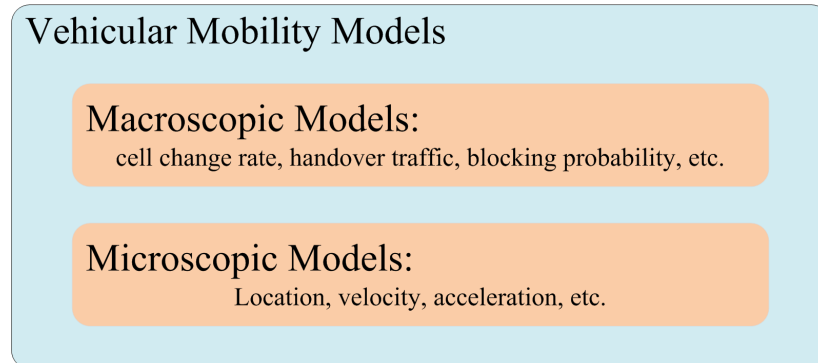 Vehicular Mobility Models
Macroscopic Models:
cell change rate, handover traffic, blocking probability, etc.
Microscopic Models:
Location, velocity, acceleration, etc.